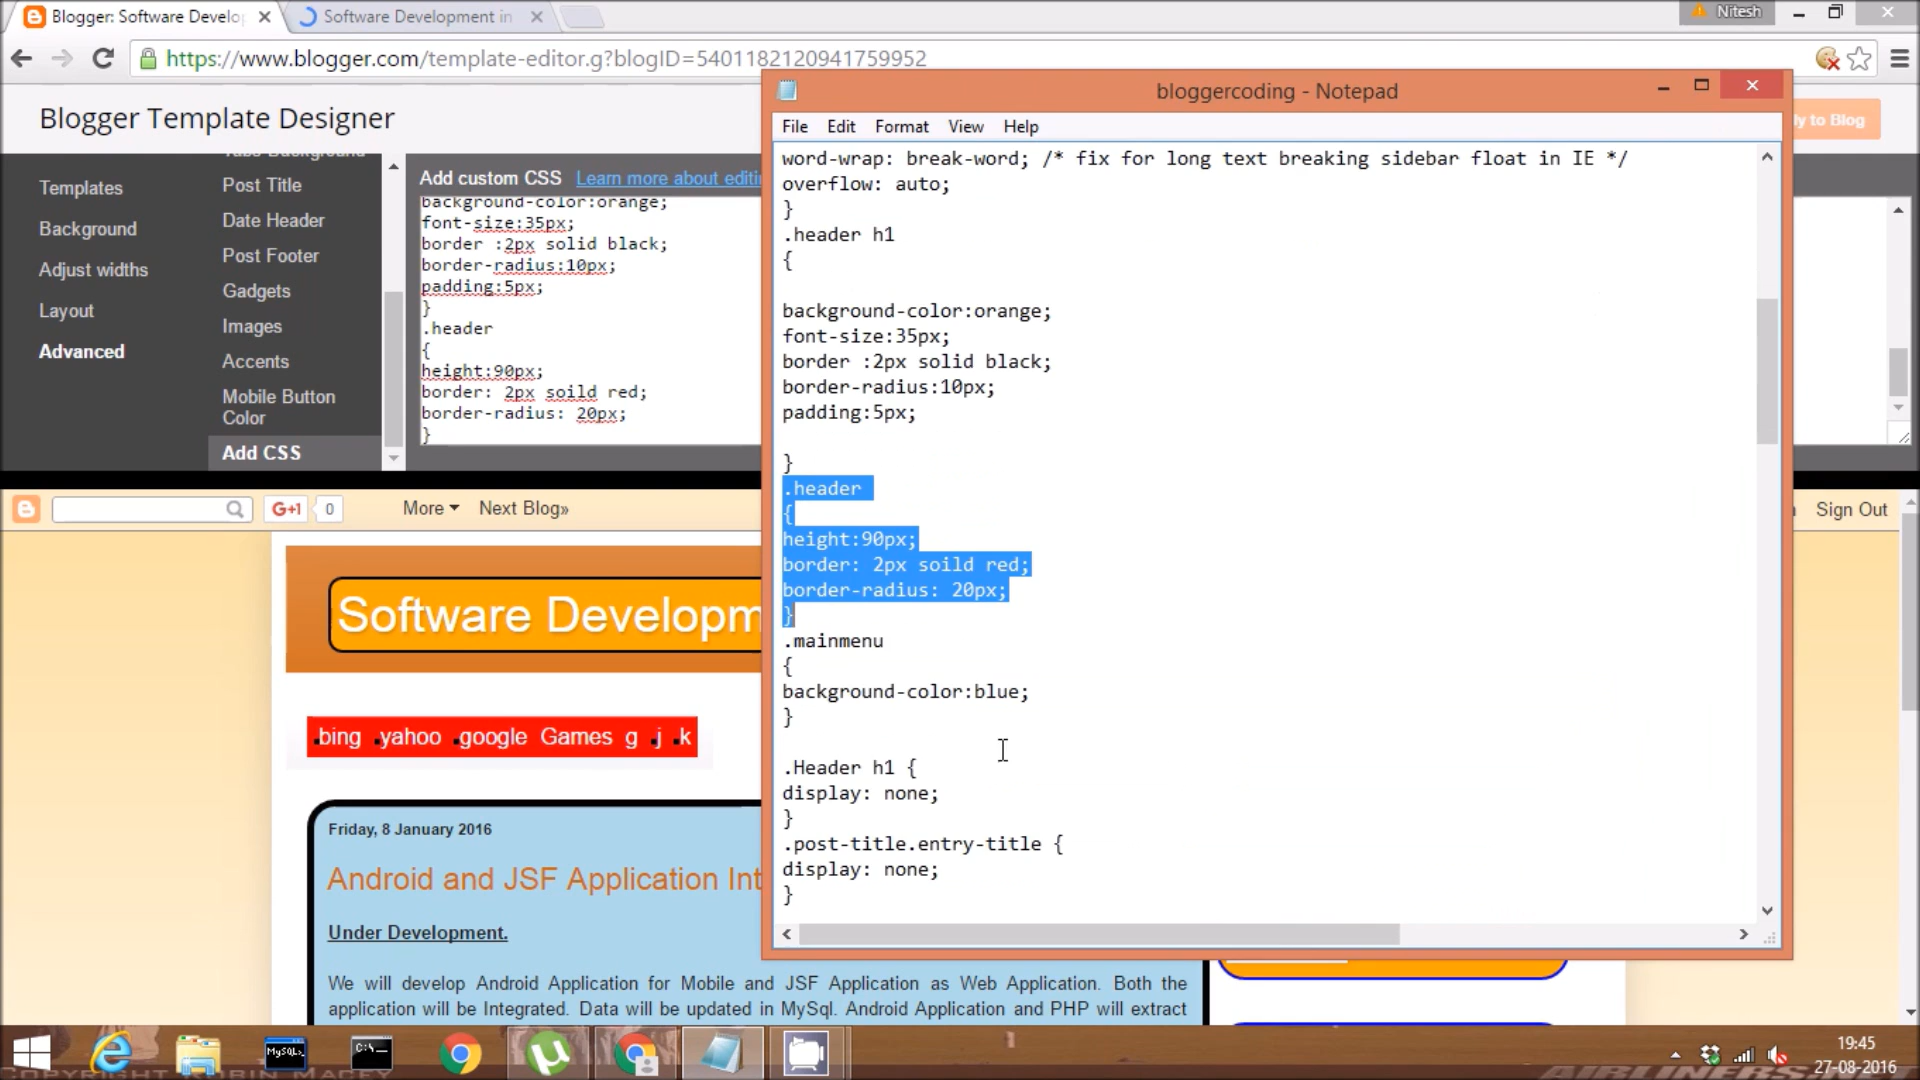 Blogger: Software Develo
Software Development in
Nitesh
https://www.blogger.com/template-editor.g?blogID=5401182120941759952
bloggercoding - Notepad
Blogger Template Designer
ly to Blog
File Edit Format View Help
Templates
Background
Adjust widths
Layout
Advanced
Tabs Background
Post Title
Date Header
Post Footer
Gadgets
Images
Accents
Mobile Button
Color
Add CSS
Add custom CSS Learn more about editi
background-color:orange;
font-size:35px;
border :2px solid black;
border-radius:10px;
padding:5px;
}
.header
{
height:90px;
border: 2px soild red;
border-radius: 20px;
}
word-wrap: break-word; /* fix for long text breaking sidebar float in IE */
overflow: auto;
}
.header h1
{
background-color:orange;
font-size:35px;
border :2px solid black;
border-radius:10px;
padding:5px;
}
.header
{
height:90px;
border: 2px soild red;
border-radius: 20px;
}
.mainmenu
{
background-color:blue;
}
.Header h1 {
display: none;
}
.post-title.entry-title {
display: none;
}
G+1 0 More Next Blog»
Sign Out
Software Developm
.bing .yahoo .google Games g .j .k
Friday, 8 January 2016
Android and JSF Application Int
Under Development.
We will develop Android Application for Mobile and JSF Application as Web Application. Both the
application will be Integrated. Data will be updated in MySql. Android Application and PHP will extract
MySQL
C:\
19:45
27-08-2016
COPYRIGHT ROBIN MACEY
AIRLINERS.